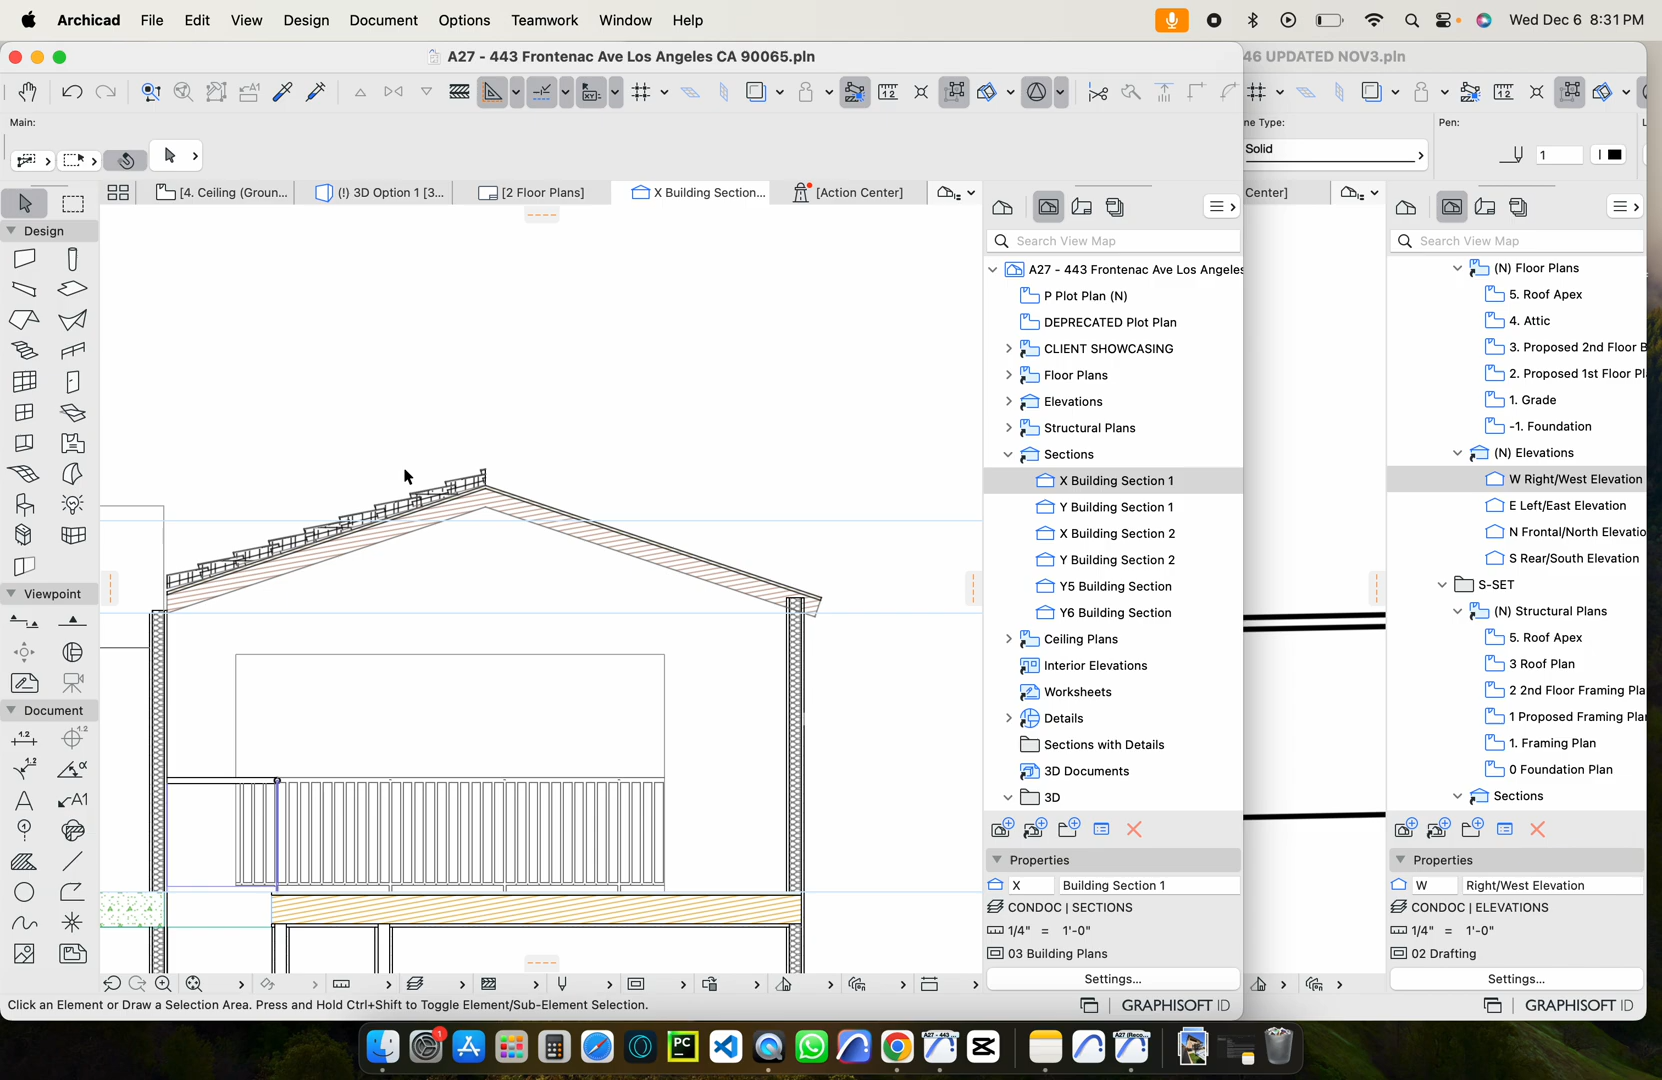 Archicad File Edit View Design Document Options Teamwork Window Help Wed Dec 6 8:31 PM
A27 - 443 Frontenac Ave Los Angeles CA 90065.pln
46 UPDATED NOV3.pln
Main:
ne Type:
Pen:
Solid
1
[4. Ceiling (Groun...
(!) 3D Option 1 [3...
[2 Floor Plans]
X Building Section...
[Action Center]
Center]
Design
Viewpoint
Document
Search View Map
A27 - 443 Frontenac Ave Los Angeles
P Plot Plan (N)
DEPRECATED Plot Plan
CLIENT SHOWCASING
Floor Plans
Elevations
Structural Plans
Sections
X Building Section 1
Y Building Section 1
X Building Section 2
Y Building Section 2
Y5 Building Section
Y6 Building Section
Ceiling Plans
Interior Elevations
Worksheets
Details
Sections with Details
3D Documents
3D
Properties
X Building Section 1
CONDOC | SECTIONS
1/4" = 1'-0"
03 Building Plans
Settings...
Search View Map
(N) Floor Plans
5. Roof Apex
4. Attic
3. Proposed 2nd Floor B
2. Proposed 1st Floor Pl
1. Grade
-1. Foundation
(N) Elevations
W Right/West Elevation
E Left/East Elevation
N Frontal/North Elevatio
S Rear/South Elevation
S-SET
(N) Structural Plans
5. Roof Apex
3 Roof Plan
2 2nd Floor Framing Pla
1 Proposed Framing Plan
1. Framing Plan
0 Foundation Plan
Sections
Properties
W Right/West Elevation
CONDOC | ELEVATIONS
1/4" = 1'-0"
02 Drafting
Settings...
Click an Element or Draw a Selection Area. Press and Hold Ctrl+Shift to Toggle Element/Sub-Element Selection.
GRAPHISOFT ID
GRAPHISOFT ID